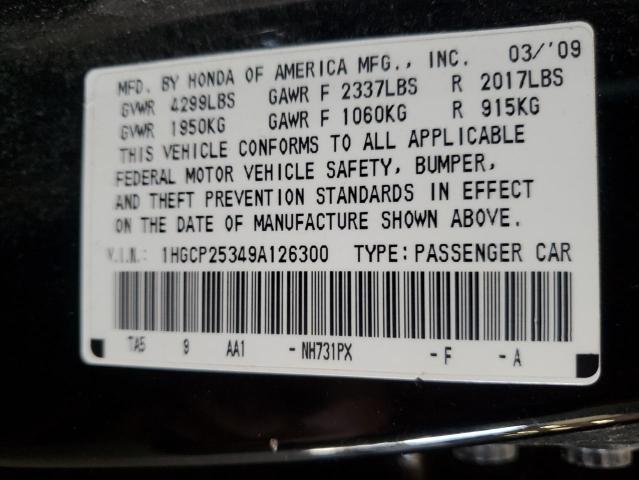 MFD. BY HONDA OF AMERICA MFG., INC. 03/'09
GVWR 4299LBS GAWR F 2337LBS R 2017LBS
GVWR 1950KG GAWR F 1060KG R 915KG
THIS VEHICLE CONFORMS TO ALL APPLICABLE
FEDERAL MOTOR VEHICLE SAFETY, BUMPER,
AND THEFT PREVENTION STANDARDS IN EFFECT
ON THE DATE OF MANUFACTURE SHOWN ABOVE.
V.I.N.: 1HGCP25349A126300 TYPE: PASSENGER CAR
TA5 9 AA1 -NH731PX -F -A